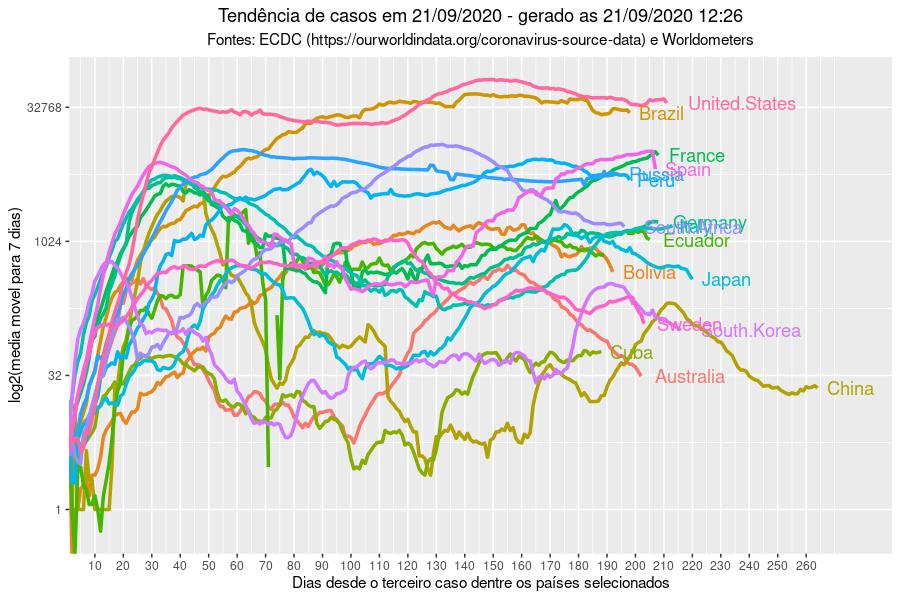 Tendência de casos em 21/09/2020 - gerado as 21/09/2020 12:26
Fontes: ECDC (https://ourworldindata.org/coronavirus-source-data) e Worldometers
log2(media movel para 7 dias)
32768
1024
32
1
United.States
Brazil
France
Spain
Russia
Peru
Germany
Ecuador
Bolivia
Japan
Sweden
South.Korea
Cuba
Australia
China
10 20 30 40 50 60 70 80 90 100 110 120 130 140 150 160 170 180 190 200 210 220 230 240 250 260
Dias desde o terceiro caso dentre os países selecionados